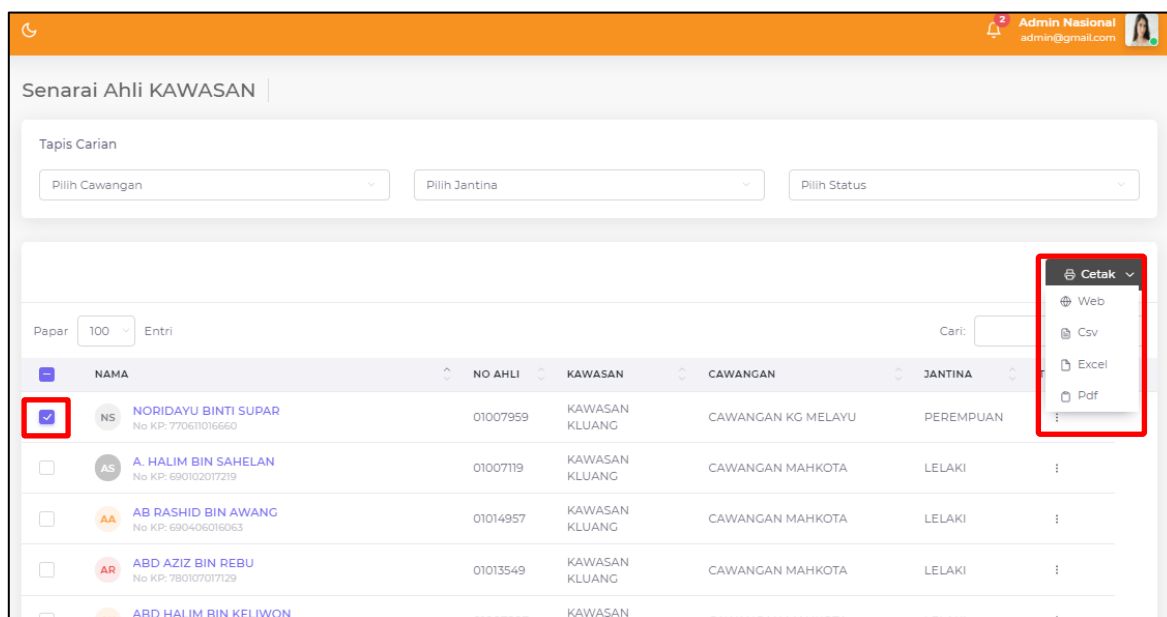 2
Admin Nasional
admin@gmail.com
Senarai Ahli KAWASAN
Tapis Carian
Pilih Cawangan Pilih Jantina Pilih Status
Cetak
Web
Csv
Excel
Pdf
Papar 100 Entri Cari:
NAMA NO AHLI KAWASAN CAWANGAN JANTINA
NS NORIDAYU BINTI SUPAR 01007959 KAWASAN KLUANG CAWANGAN KG MELAYU PEREMPUAN
No KP: 770611016660
AS A. HALIM BIN SAHELAN 01007119 KAWASAN KLUANG CAWANGAN MAHKOTA LELAKI
No KP: 690102017219
AA AB RASHID BIN AWANG 01014957 KAWASAN KLUANG CAWANGAN MAHKOTA LELAKI
No KP: 690406016063
AR ABD AZIZ BIN REBU 01013549 KAWASAN KLUANG CAWANGAN MAHKOTA LELAKI
No KP: 780107017129
ABD HALIM BIN KELIWON KAWASAN